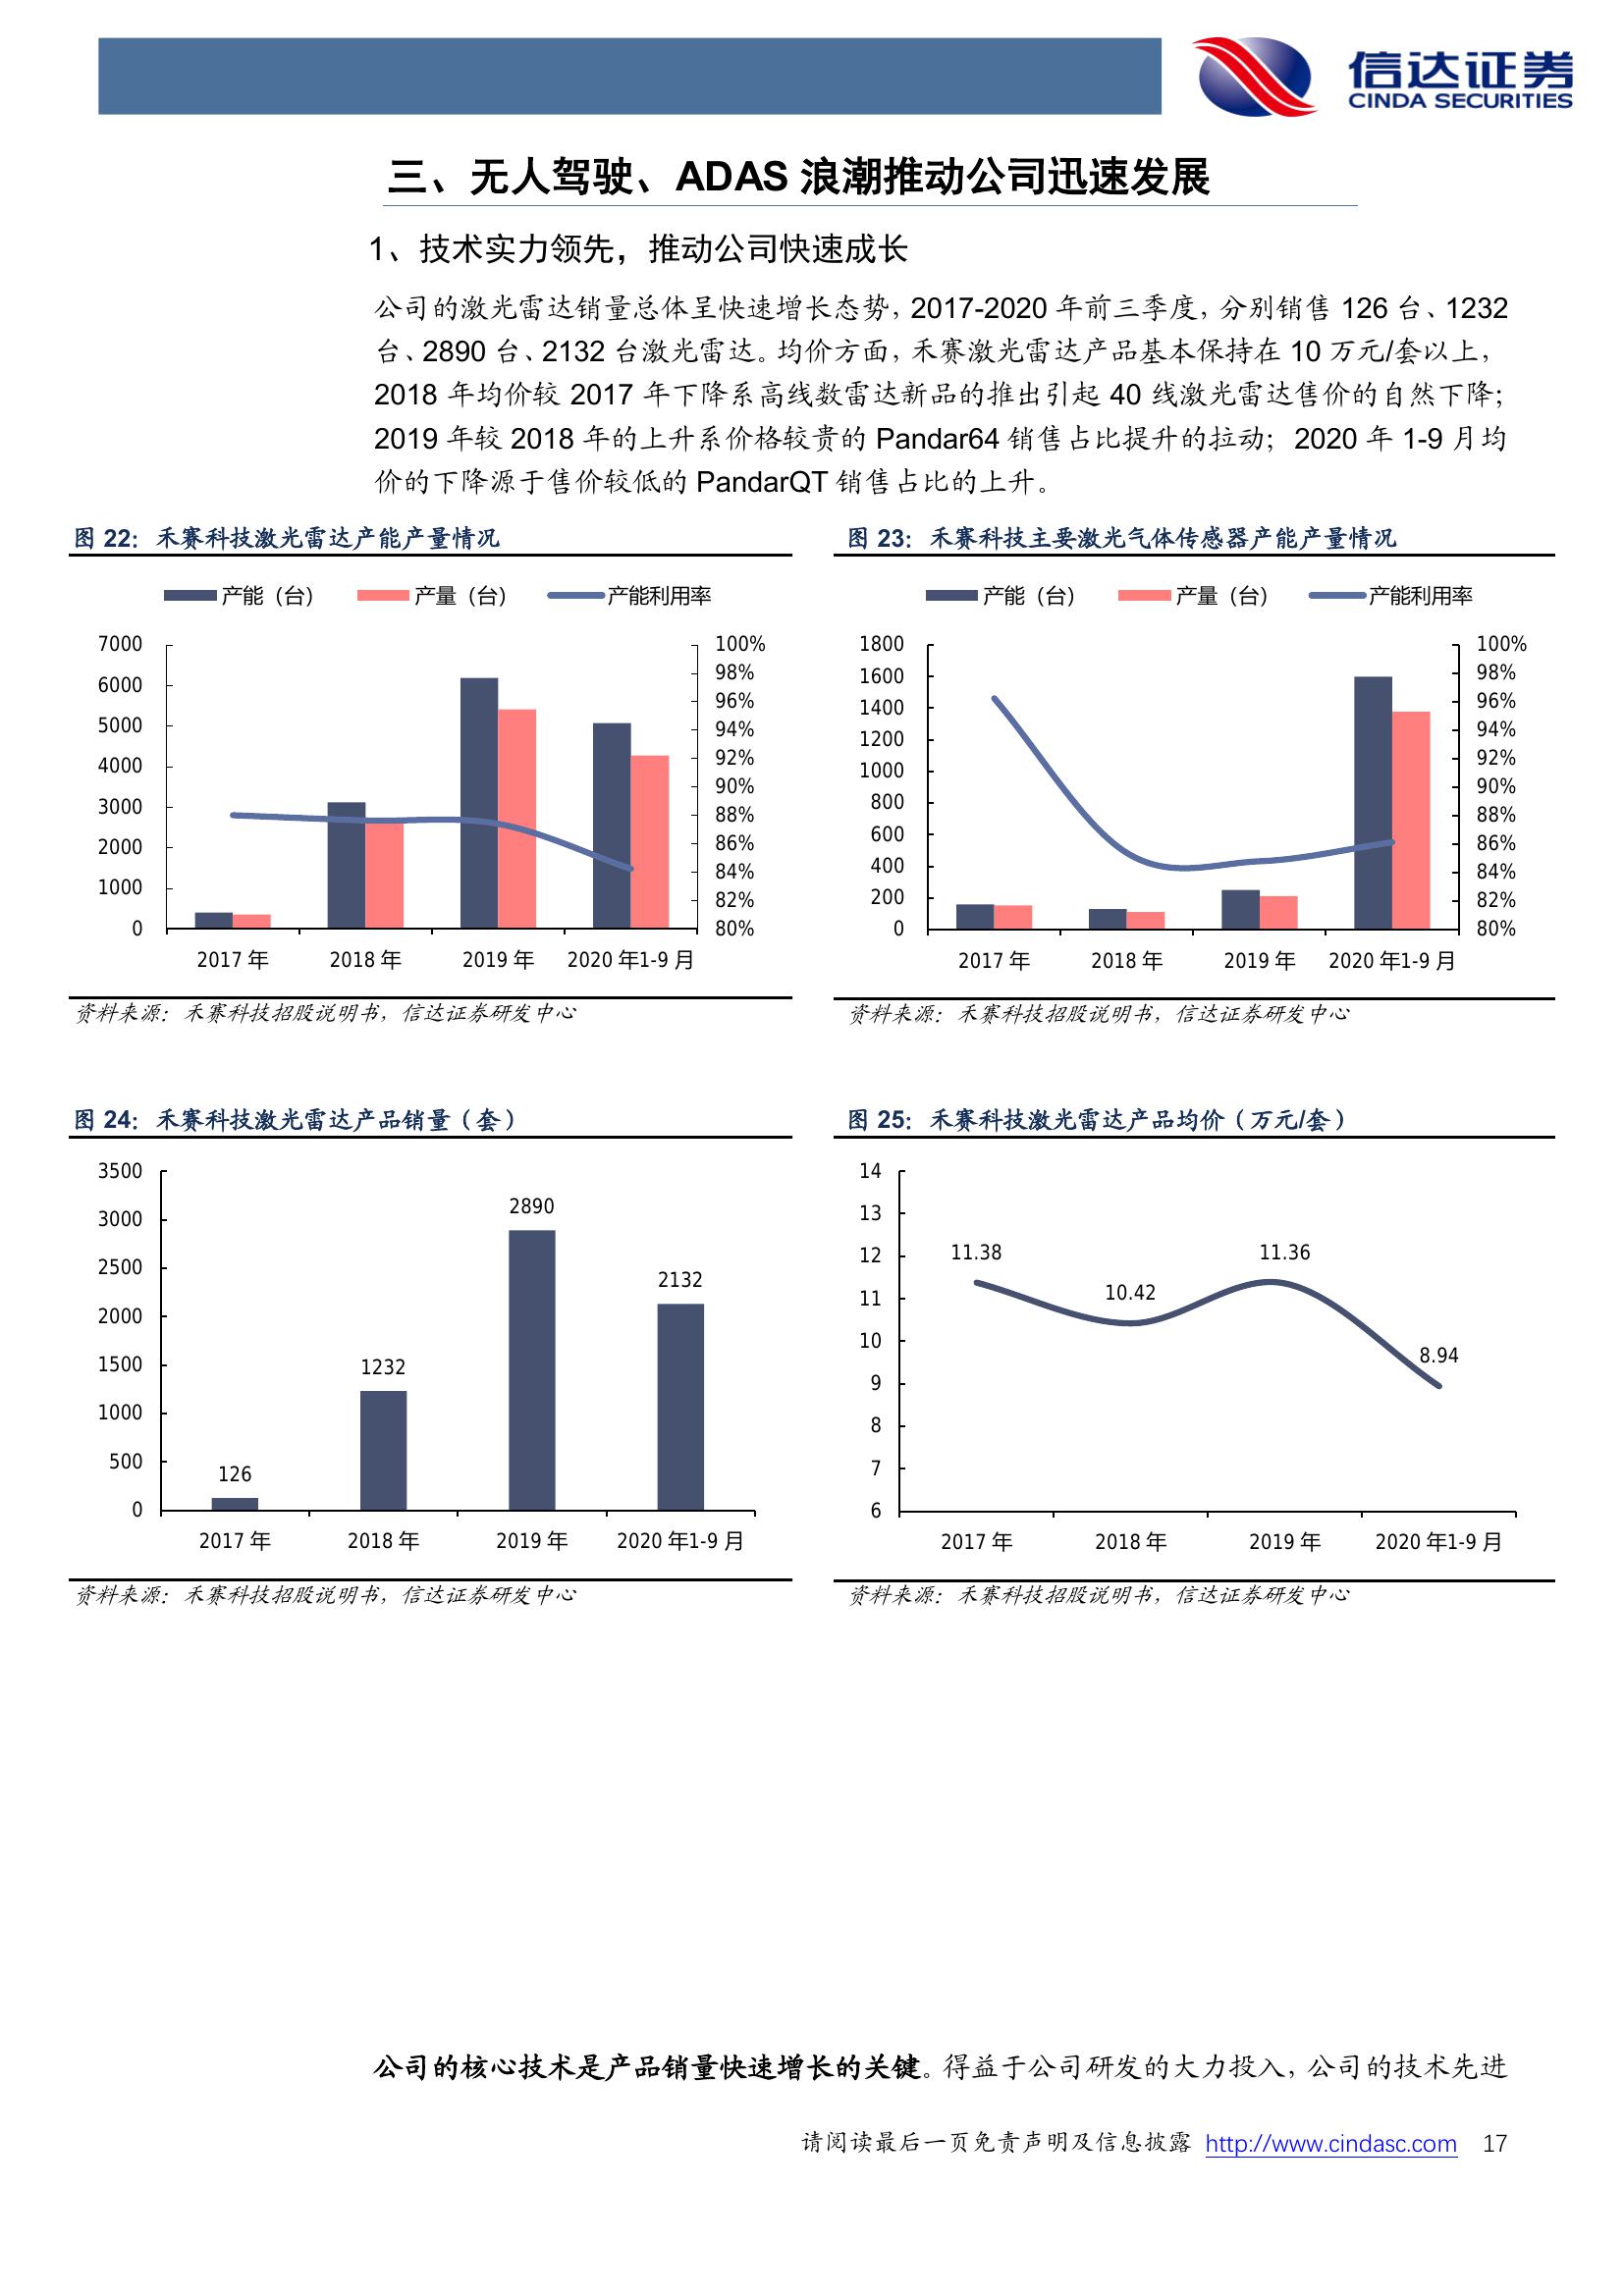 信达证券
CINDA SECURITIES
三、无人驾驶、ADAS 浪潮推动公司迅速发展
1、技术实力领先，推动公司快速成长
公司的激光雷达销量总体呈快速增长态势，2017-2020 年前三季度，分别销售 126 台、1232
台、2890 台、2132 台激光雷达。均价方面，禾赛激光雷达产品基本保持在 10 万元/套以上，
2018 年均价较 2017 年下降系高线数雷达新品的推出引起 40 线激光雷达售价的自然下降；
2019 年较 2018 年的上升系价格较贵的 Pandar64 销售占比提升的拉动；2020 年 1-9 月均
价的下降源于售价较低的 PandarQT 销售占比的上升。
图 22：禾赛科技激光雷达产能产量情况
产能（台） 产量（台） 产能利用率
7000 100%
98%
6000 96%
5000 94%
4000 92%
90%
3000 88%
2000 86%
84%
1000 82%
0 80%
2017 年 2018 年 2019 年 2020 年1-9 月
资料来源：禾赛科技招股说明书，信达证券研发中心
图 23：禾赛科技主要激光气体传感器产能产量情况
产能（台） 产量（台） 产能利用率
1800 100%
1600 98%
1400 96%
1200 94%
92%
1000 90%
800 88%
600 86%
400 84%
200 82%
0 80%
2017 年 2018 年 2019 年 2020 年1-9 月
资料来源：禾赛科技招股说明书，信达证券研发中心
图 24：禾赛科技激光雷达产品销量（套）
3500
3000
2500
2000
1500
1000
500
0
126
1232
2890
2132
2017 年 2018 年 2019 年 2020 年1-9 月
资料来源：禾赛科技招股说明书，信达证券研发中心
图 25：禾赛科技激光雷达产品均价（万元/套）
14
13
12
11
10
9
8
7
6
11.38
10.42
11.36
8.94
2017 年 2018 年 2019 年 2020 年1-9 月
资料来源：禾赛科技招股说明书，信达证券研发中心
公司的核心技术是产品销量快速增长的关键。得益于公司研发的大力投入，公司的技术先进
请阅读最后一页免责声明及信息披露 http://www.cindasc.com 17